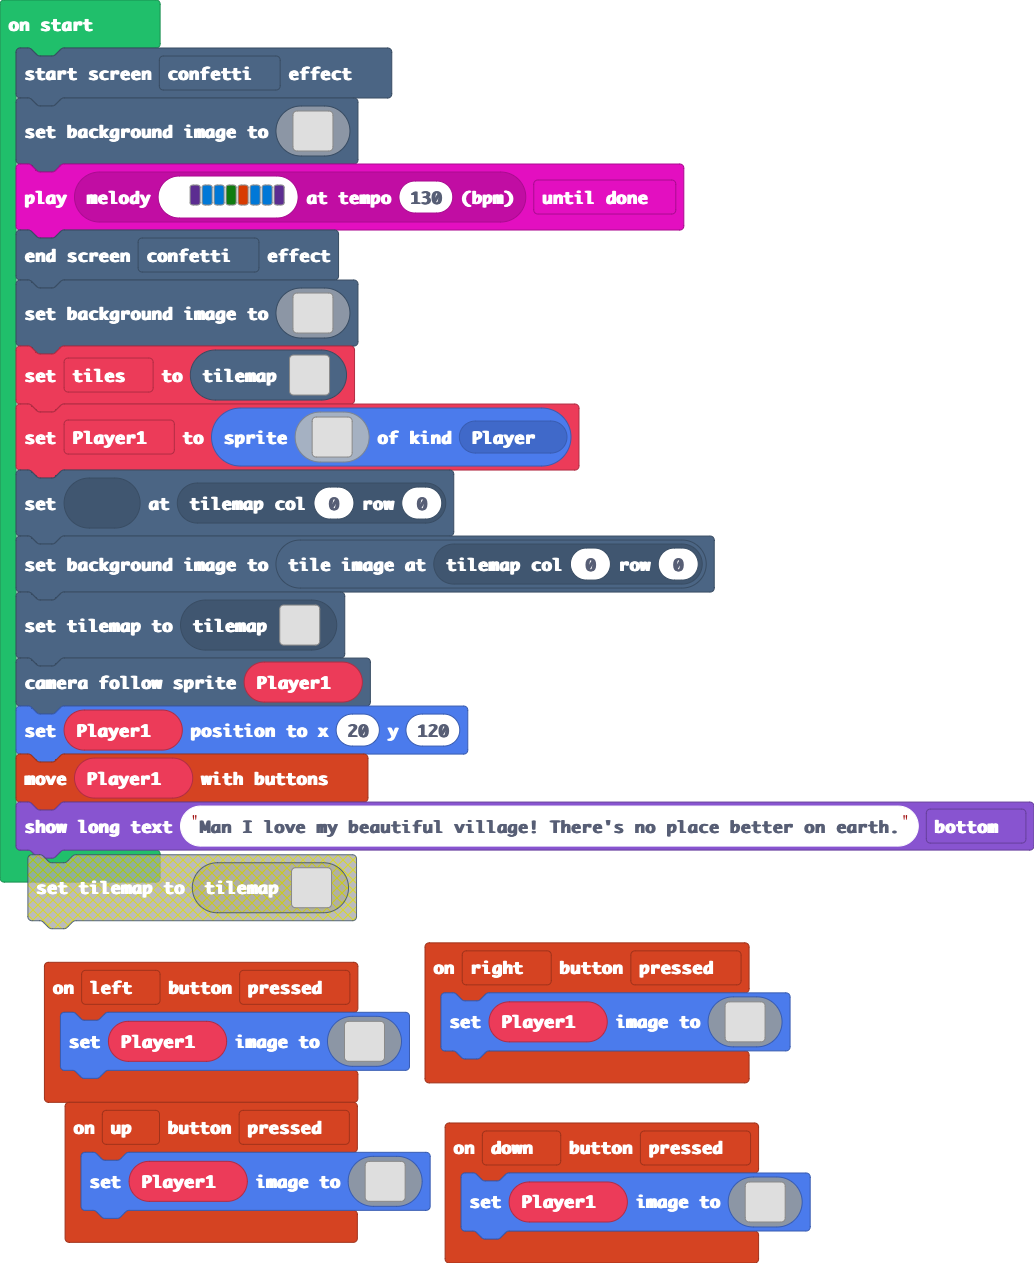 on start
start screen confetti effect
set background image to
play melody at tempo 130 (bpm) until done
end screen confetti effect
set background image to
set tiles to tilemap
set Player1 to sprite of kind Player
set at tilemap col 0 row 0
set background image to tile image at tilemap col 0 row 0
set tilemap to tilemap
camera follow sprite Player1
set Player1 position to x 20 y 120
move Player1 with buttons
show long text "Man I love my beautiful village! There's no place better on earth." bottom
set tilemap to tilemap
on left button pressed
set Player1 image to
on right button pressed
set Player1 image to
on up button pressed
set Player1 image to
on down button pressed
set Player1 image to